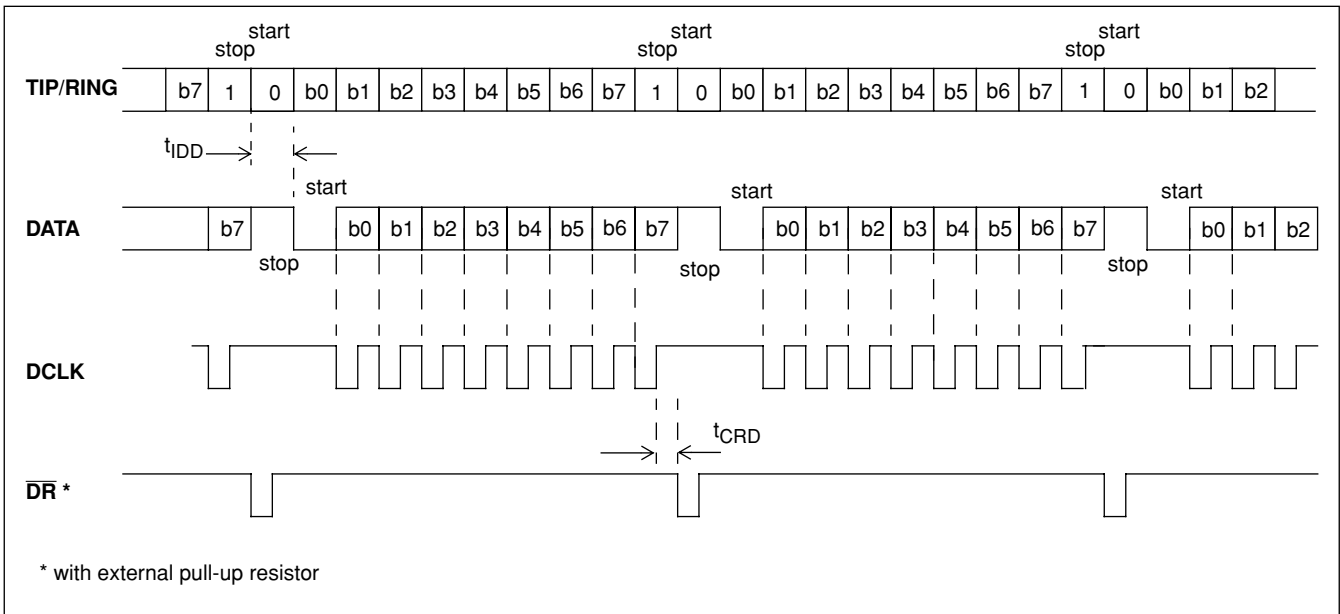 start start start
stop stop stop
TIP/RING b7 1 0 b0 b1 b2 b3 b4 b5 b6 b7 1 0 b0 b1 b2 b3 b4 b5 b6 b7 1 0 b0 b1 b2
tIDD
start start start
DATA b7 b0 b1 b2 b3 b4 b5 b6 b7 b0 b1 b2 b3 b4 b5 b6 b7 b0 b1 b2
stop stop stop
DCLK
tCRD
DR *
* with external pull-up resistor